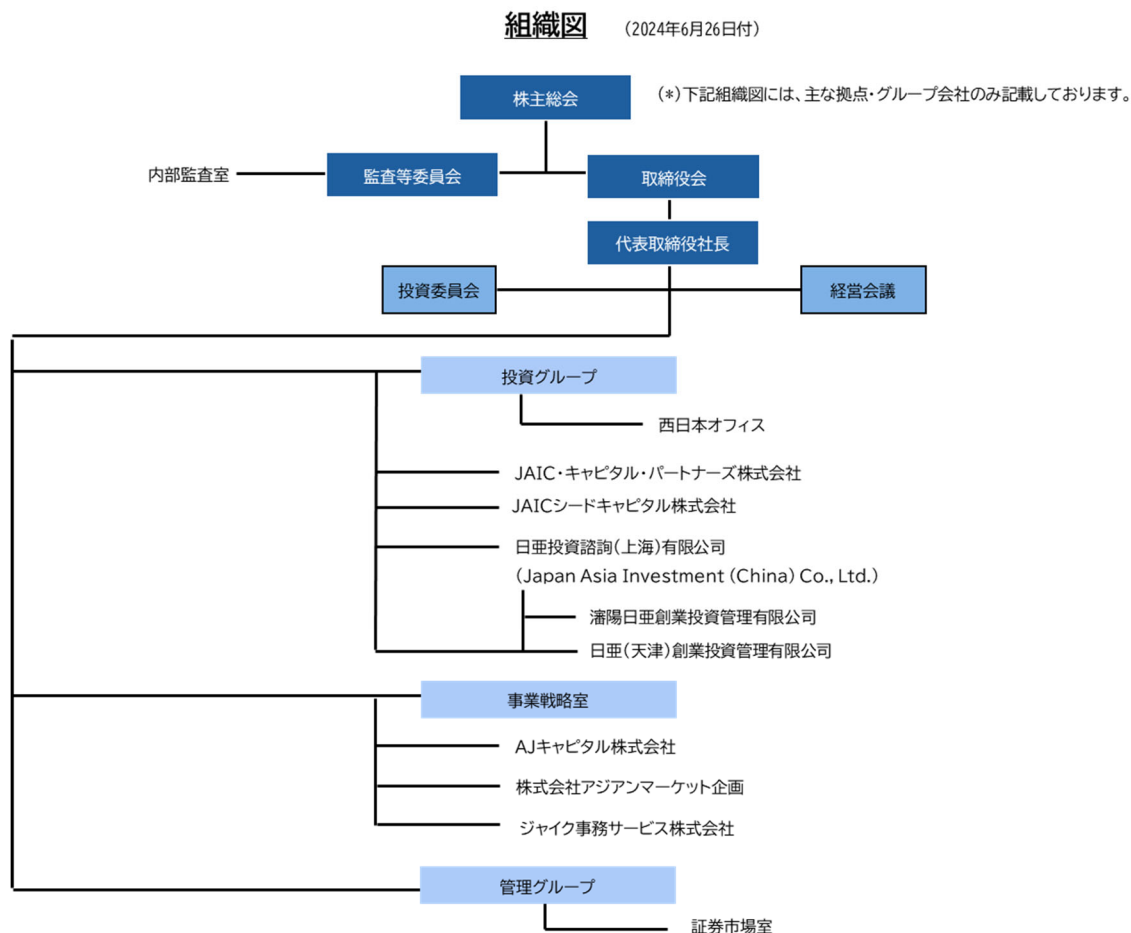 組織図 （2024年6月26日付）
株主総会
(*)下記組織図には、主な拠点・グループ会社のみ記載しております。
内部監査室
監査等委員会
取締役会
代表取締役社長
投資委員会
経営会議
投資グループ
西日本オフィス
JAIC・キャピタル・パートナーズ株式会社
JAICシードキャピタル株式会社
日亜投資諮詢(上海)有限公司
(Japan Asia Investment (China) Co., Ltd.)
瀋陽日亜創業投資管理有限公司
日亜(天津)創業投資管理有限公司
事業戦略室
AJキャピタル株式会社
株式会社アジアンマーケット企画
ジャイク事務サービス株式会社
管理グループ
証券市場室